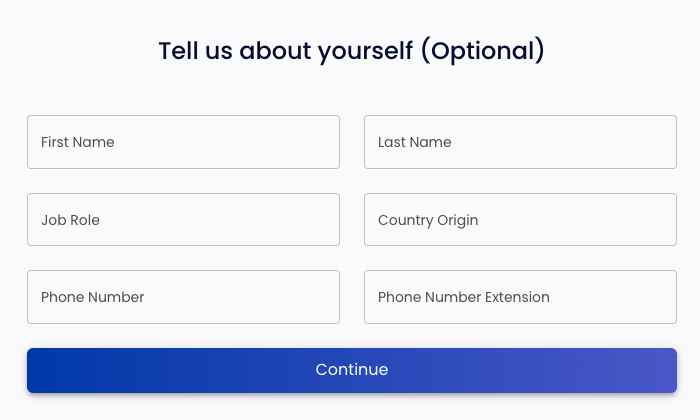 Tell us about yourself (Optional)
First Name
Last Name
Job Role
Country Origin
Phone Number
Phone Number Extension
Continue